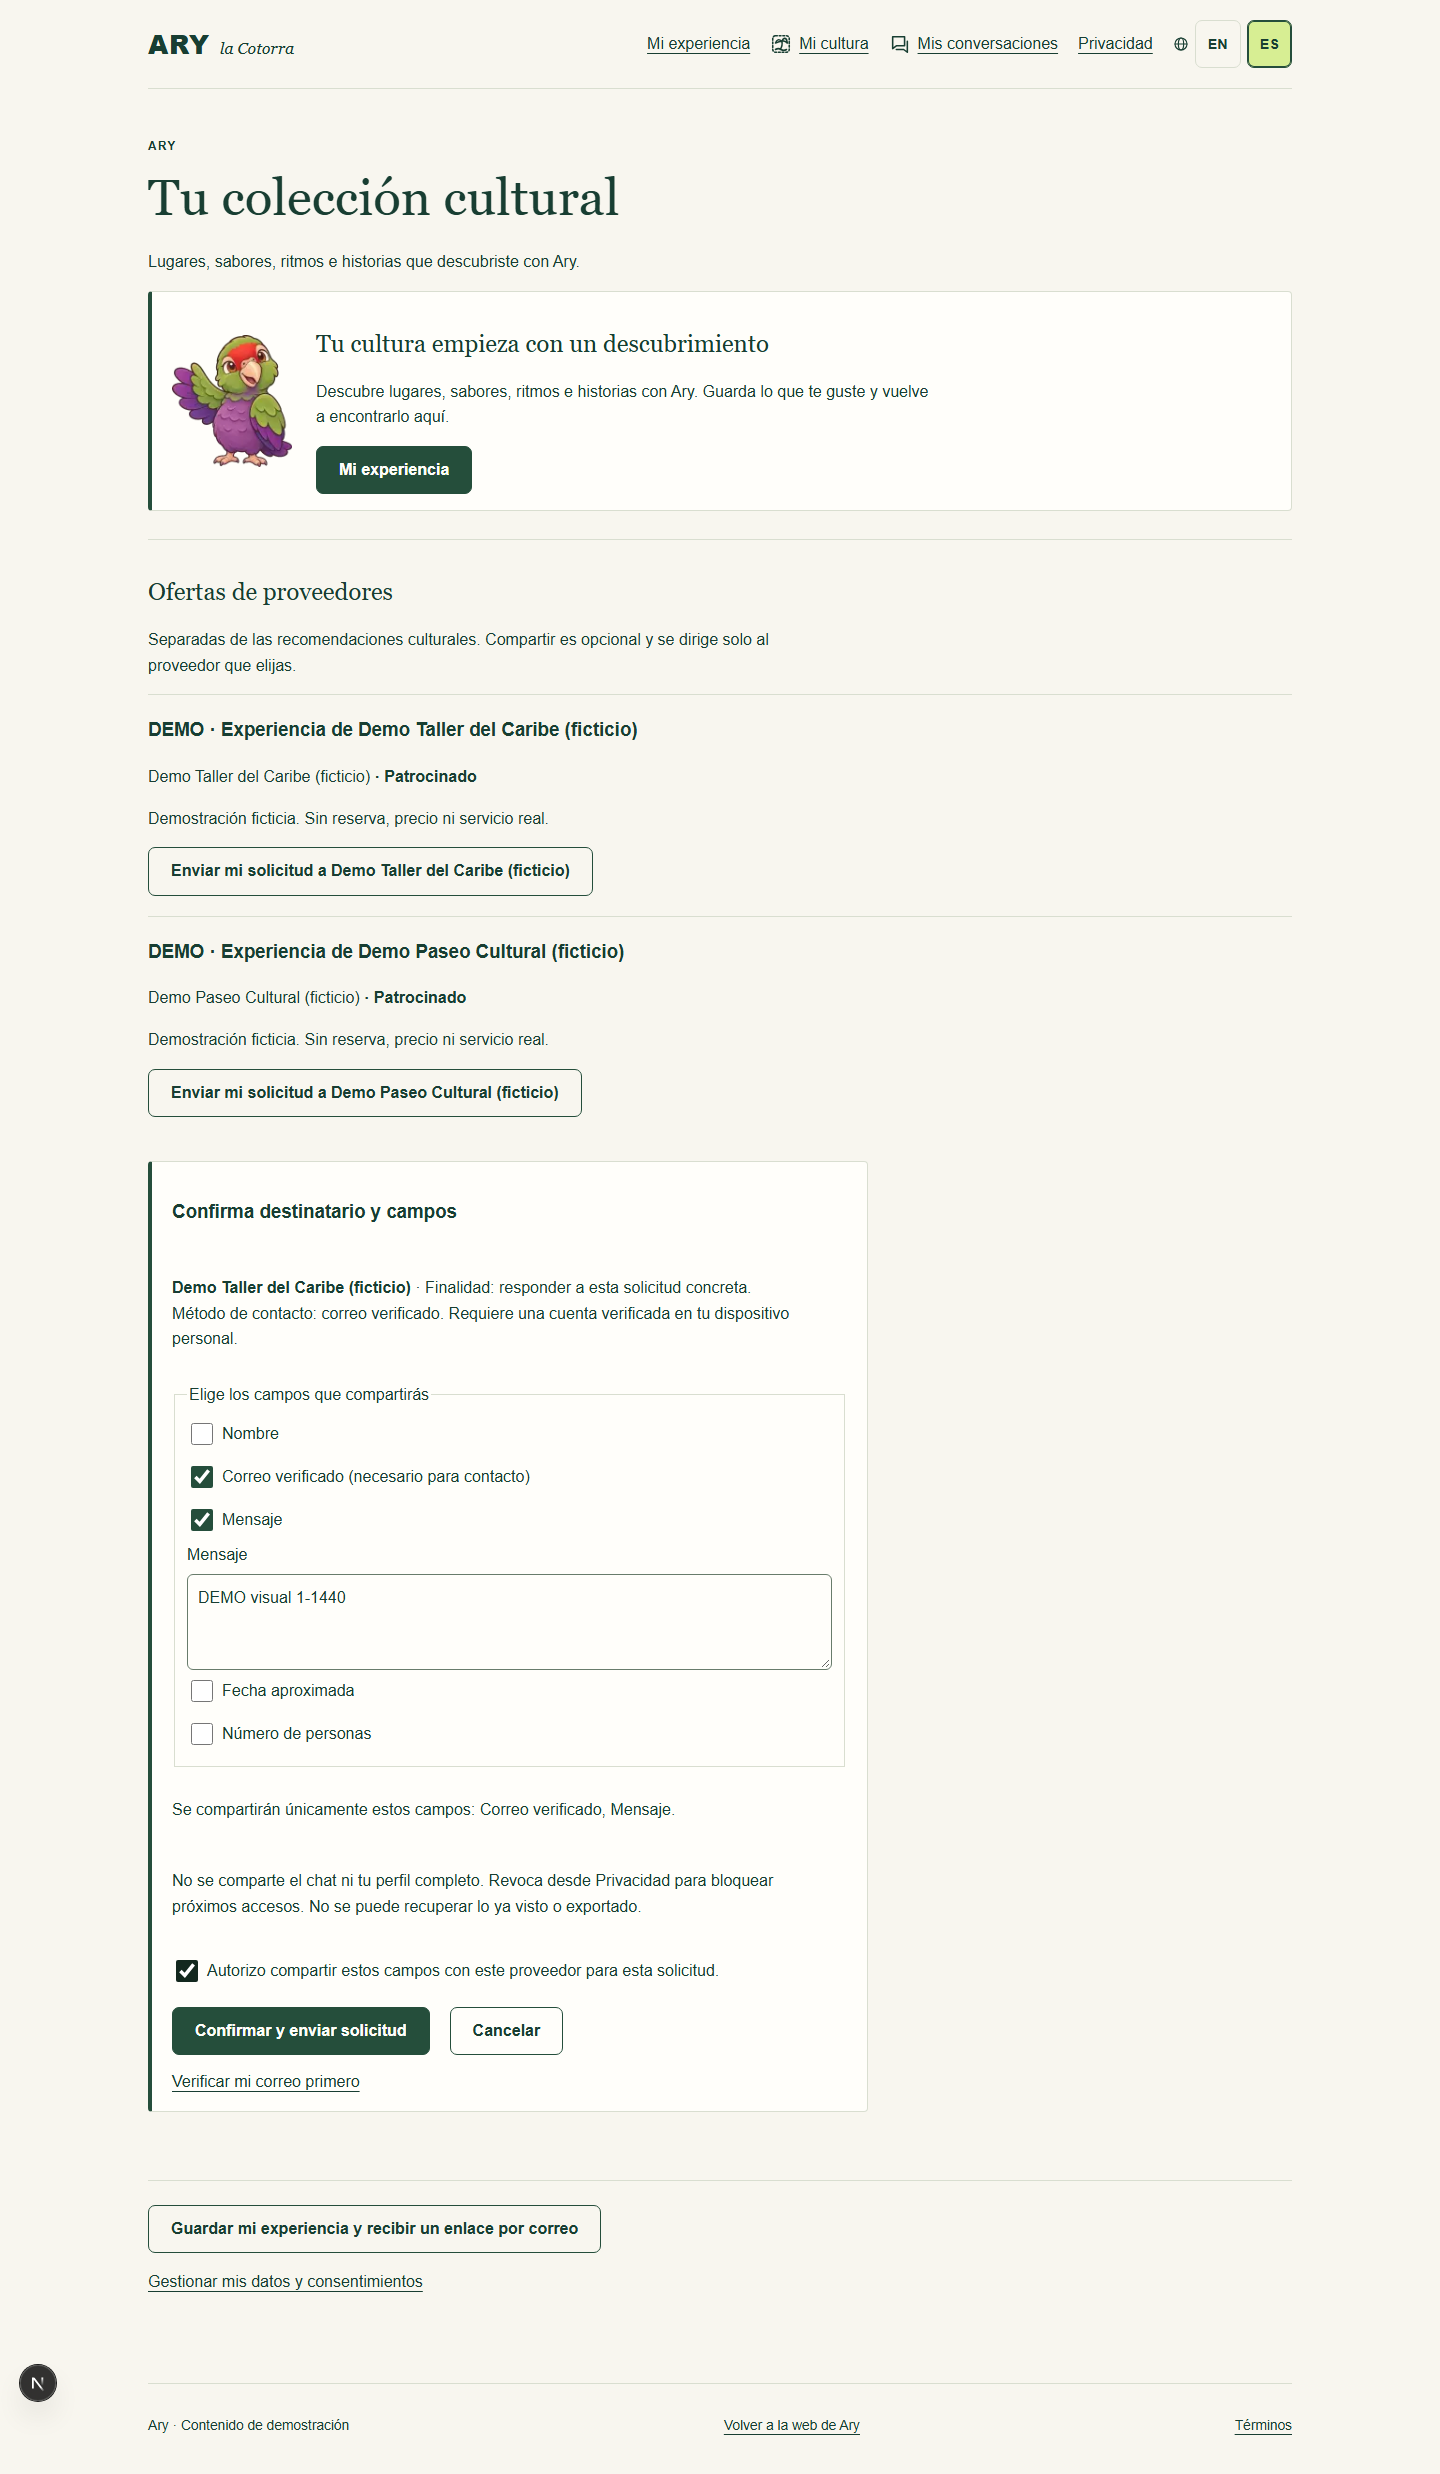 ARY la Cotorra
Mi experiencia
Mi cultura
Mis conversaciones
Privacidad
EN
ES
ARY
Tu colección cultural
Lugares, sabores, ritmos e historias que descubriste con Ary.
Tu cultura empieza con un descubrimiento
Descubre lugares, sabores, ritmos e historias con Ary. Guarda lo que te guste y vuelve
a encontrarlo aquí.
Mi experiencia
Ofertas de proveedores
Separadas de las recomendaciones culturales. Compartir es opcional y se dirige solo al
proveedor que elijas.
DEMO · Experiencia de Demo Taller del Caribe (ficticio)
Demo Taller del Caribe (ficticio) · Patrocinado
Demostración ficticia. Sin reserva, precio ni servicio real.
Enviar mi solicitud a Demo Taller del Caribe (ficticio)
DEMO · Experiencia de Demo Paseo Cultural (ficticio)
Demo Paseo Cultural (ficticio) · Patrocinado
Demostración ficticia. Sin reserva, precio ni servicio real.
Enviar mi solicitud a Demo Paseo Cultural (ficticio)
Confirma destinatario y campos
Demo Taller del Caribe (ficticio) · Finalidad: responder a esta solicitud concreta.
Método de contacto: correo verificado. Requiere una cuenta verificada en tu dispositivo
personal.
Elige los campos que compartirás
Nombre
Correo verificado (necesario para contacto)
Mensaje
Mensaje
DEMO visual 1-1440
Fecha aproximada
Número de personas
Se compartirán únicamente estos campos: Correo verificado, Mensaje.
No se comparte el chat ni tu perfil completo. Revoca desde Privacidad para bloquear
próximos accesos. No se puede recuperar lo ya visto o exportado.
Autorizo compartir estos campos con este proveedor para esta solicitud.
Confirmar y enviar solicitud
Cancelar
Verificar mi correo primero
Guardar mi experiencia y recibir un enlace por correo
Gestionar mis datos y consentimientos
N
Ary · Contenido de demostración
Volver a la web de Ary
Términos